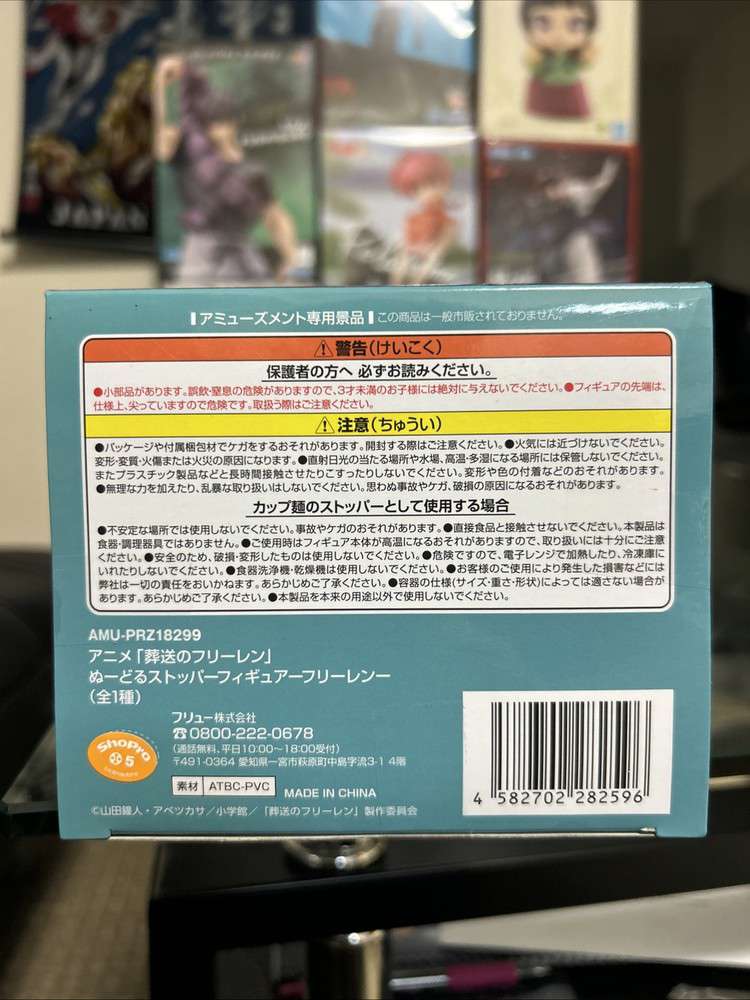 JAPAN
アミューズメント専用景品 この商品は一般市販されておりません。
⚠警告(けいこく)
保護者の方へ 必ずお読みください。
●小部品があります。誤飲・窒息の危険がありますので、3才未満のお子様には絶対に与えないでください。●フィギュアの先端は、
仕様上、尖っていますので危険です。取扱う際はご注意ください。
⚠注意(ちゅうい)
●パッケージや付属梱包材でケガをするおそれがあります。開封する際はご注意ください。●火気には近づけないでください。
変形・変質・火傷または火災の原因になります。●直射日光の当たる場所や水場、高温・多湿になる場所には保管しないでください。
またプラスチック製品などと長時間接触させたりこすったりしないでください。変形や色の付着などのおそれがあります。
●無理な力を加えたり、乱暴な取り扱いはしないでください。思わぬ事故やケガ、破損の原因になるおそれがあります。
カップ麺のストッパーとして使用する場合
●不安定な場所では使用しないでください。事故やケガのおそれがあります。●直接食品と接触させないでください。本製品は
食器・調理器具ではありません。●ご使用時はフィギュア本体が高温になるおそれがありますので、取り扱いには十分にご注意
ください。●安全のため、破損・変形したものは使用しないでください。●危険ですので、電子レンジで加熱したり、冷凍庫に
いれたりしないでください。●食器洗浄機・乾燥機は使用しないでください。●お客様のご使用により発生した損害などには
弊社は一切の責任をおいかねます。あらかじめご了承ください。●容器の仕様(サイズ・重さ・形状)によっては適さない場合が
あります。あらかじめご了承ください。●本製品を本来の用途以外で使用しないでください。
AMU-PRZ18299
アニメ「葬送のフリーレン」
ぬーどるストッパーフィギュアーフリーレンー
(全1種)
フリュー株式会社
☎0800-222-0678
(通話無料、平日10:00〜18:00受付)
〒491-0364 愛知県一宮市萩原町中島字流3-1 4階
ShoPro
5
素材 ATBC-PVC MADE IN CHINA
©山田鐘人・アベツカサ/小学館/「葬送のフリーレン」製作委員会
4 582702 282596